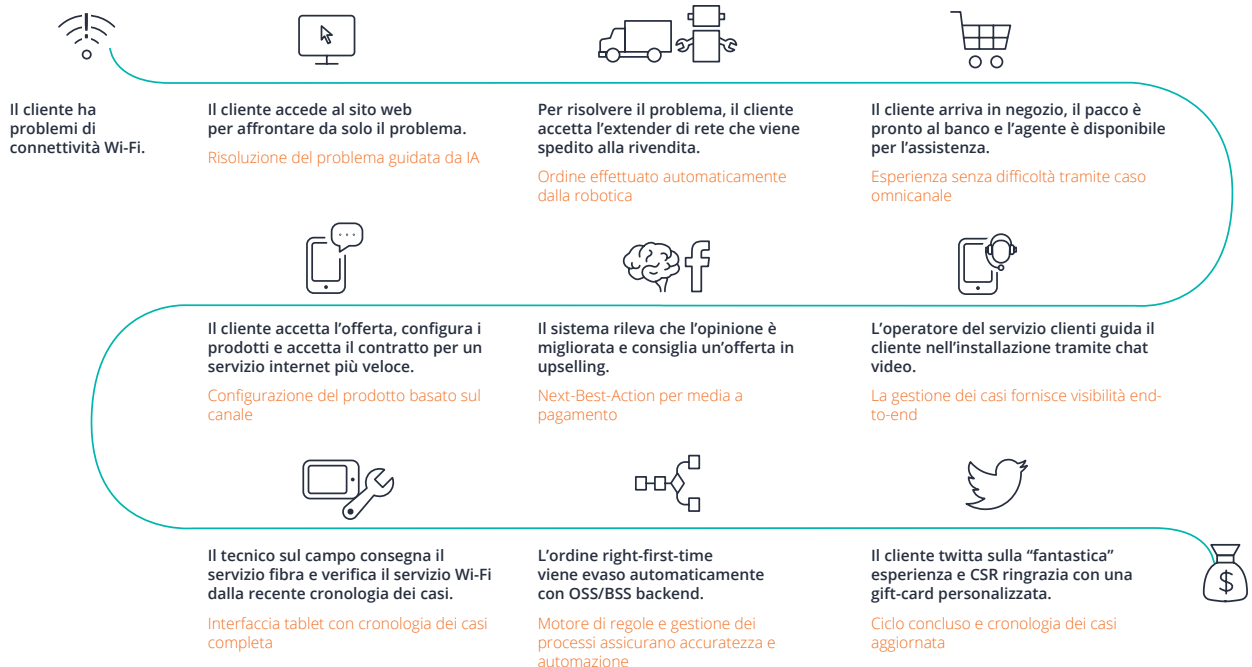 Il cliente ha
problemi di
connettività Wi-Fi.
Il cliente accede al sito web
per affrontare da solo il problema.
Risoluzione del problema guidata da IA
Per risolvere il problema, il cliente
accetta l’extender di rete che viene
spedito alla rivendita.
Ordine effettuato automaticamente
dalla robotica
Il cliente arriva in negozio, il pacco è
pronto al banco e l’agente è disponibile
per l’assistenza.
Esperienza senza difficoltà tramite caso
omnicanale
Il cliente accetta l’offerta, configura i
prodotti e accetta il contratto per un
servizio internet più veloce.
Configurazione del prodotto basato sul
canale
Il sistema rileva che l’opinione è
migliorata e consiglia un’offerta in
upselling.
Next-Best-Action per media a
pagamento
L’operatore del servizio clienti guida il
cliente nell’installazione tramite chat
video.
La gestione dei casi fornisce visibilità end-
to-end
Il tecnico sul campo consegna il
servizio fibra e verifica il servizio Wi-Fi
dalla recente cronologia dei casi.
Interfaccia tablet con cronologia dei casi
completa
L’ordine right-first-time
viene evaso automaticamente
con OSS/BSS backend.
Motore di regole e gestione dei
processi assicurano accuratezza e
automazione
Il cliente twitta sulla “fantastica”
esperienza e CSR ringrazia con una
gift-card personalizzata.
Ciclo concluso e cronologia dei casi
aggiornata
$